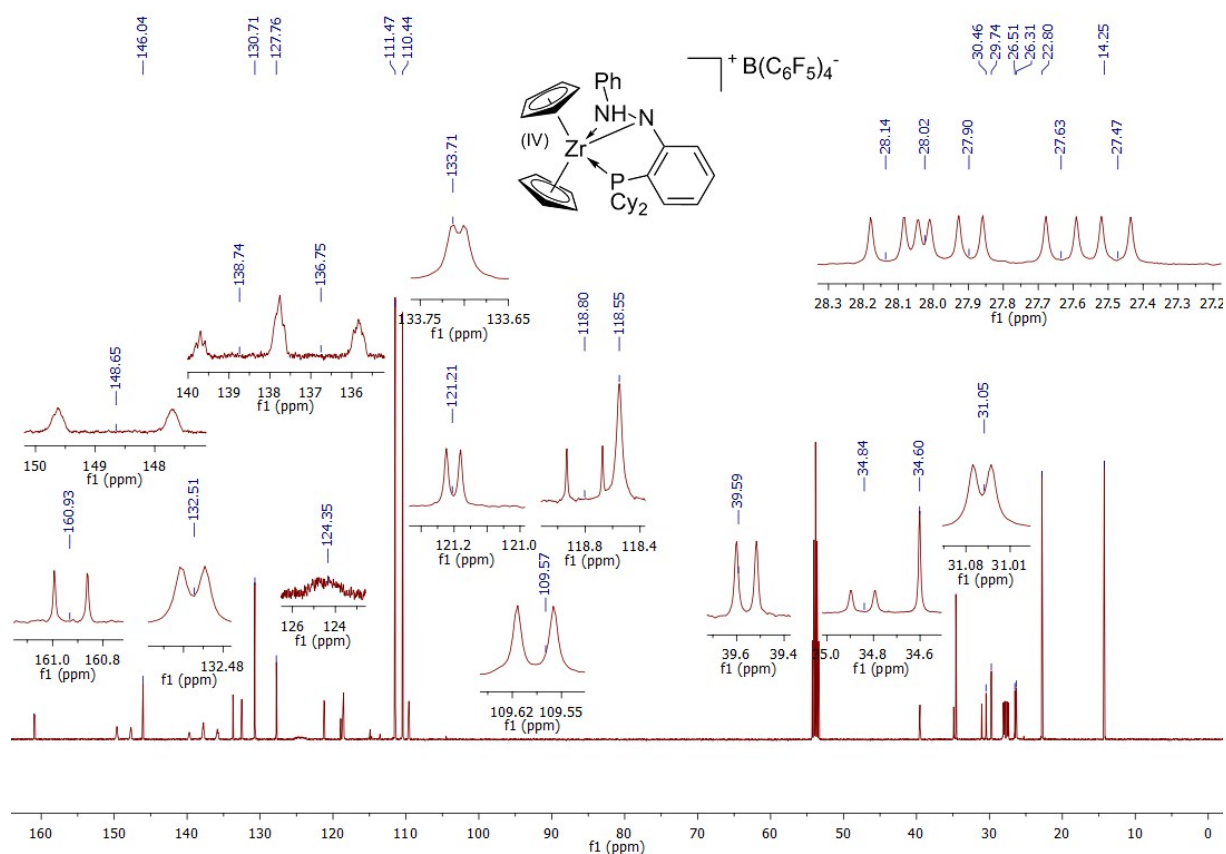 146.04
130.71
127.76
111.47
110.44
30.46
29.74
26.51
26.31
22.80
14.25
Ph
NH
N
(IV)
Zr
P
Cy2
+ B(C6F5)4-
28.14
28.02
27.90
27.63
27.47
28.3 28.2 28.1 28.0 27.9 27.8 27.7 27.6 27.5 27.4 27.3 27.2
f1 (ppm)
133.71
133.75 133.65
f1 (ppm)
138.74
136.75
140 139 138 137 136
f1 (ppm)
148.65
150 149 148
f1 (ppm)
121.21
121.2 121.0
f1 (ppm)
118.80
118.55
118.8 118.4
f1 (ppm)
31.05
31.08 31.01
f1 (ppm)
160.93
161.0 160.8
f1 (ppm)
132.51
132.48
f1 (ppm)
124.35
126 124
f1 (ppm)
109.57
109.62 109.55
f1 (ppm)
39.59
39.6 39.4
f1 (ppm)
34.84
34.60
35.0 34.8 34.6
f1 (ppm)
160 150 140 130 120 110 100 90 80 70 60 50 40 30 20 10 0
f1 (ppm)